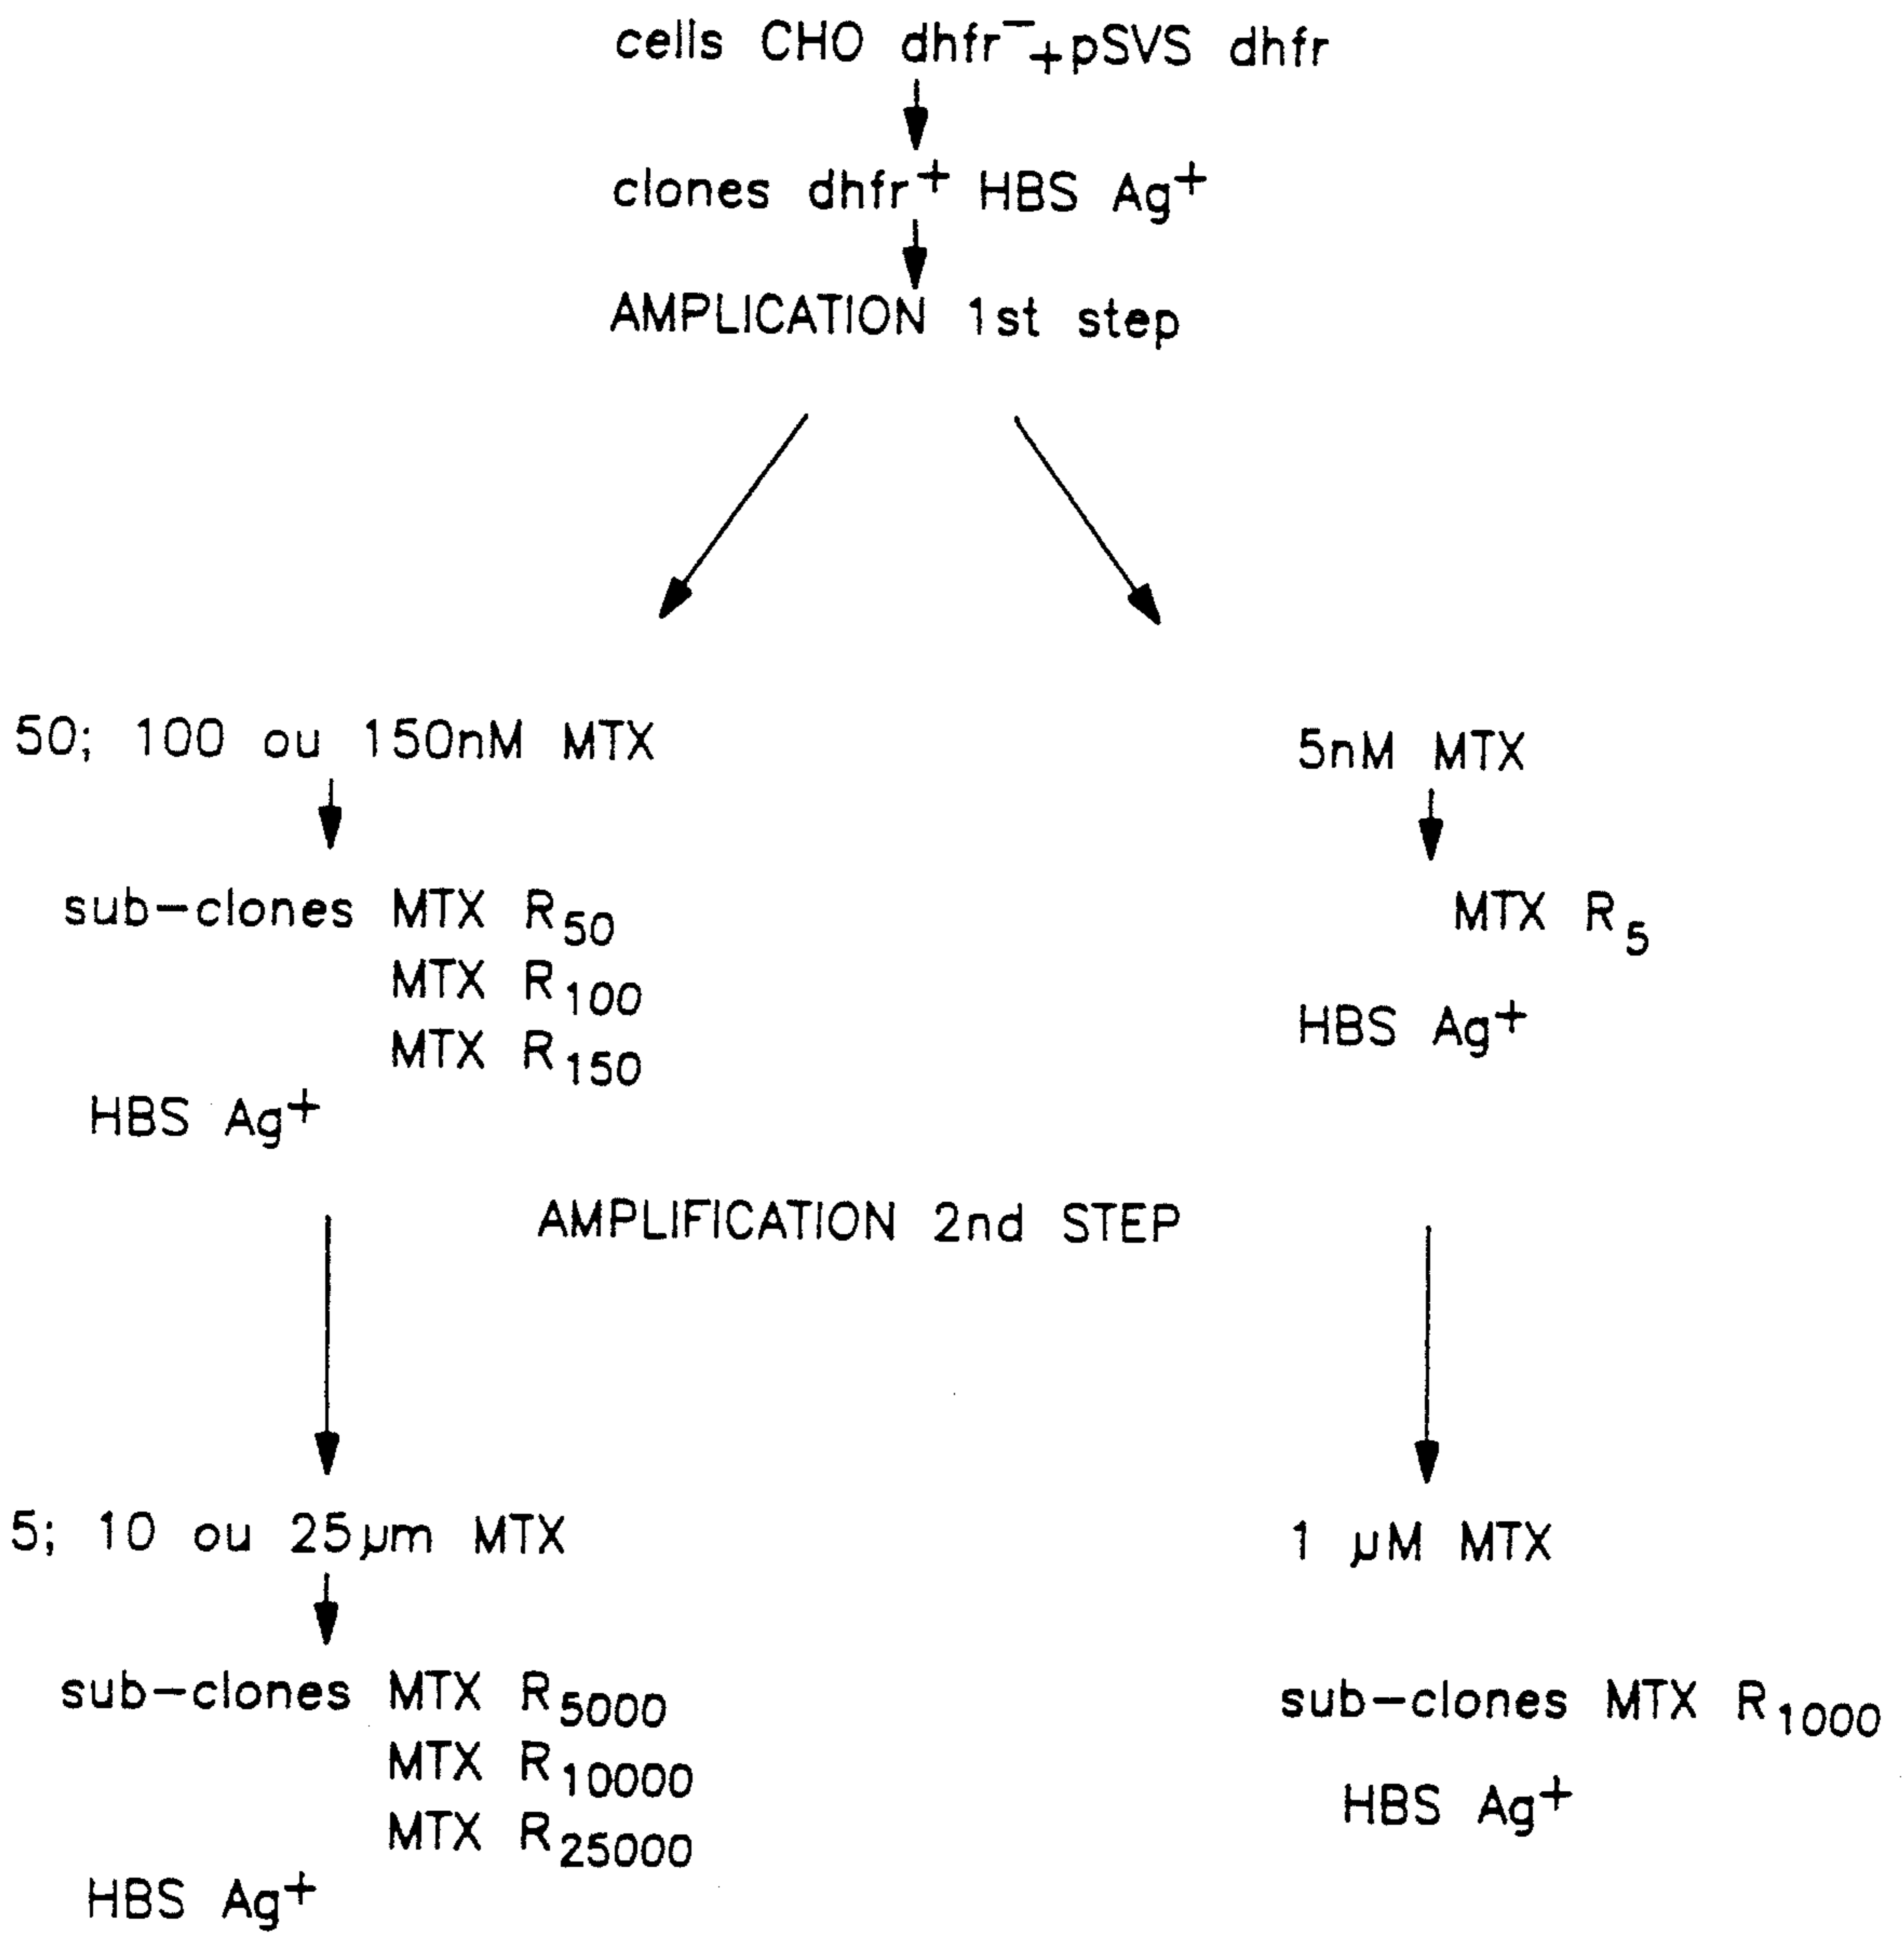 cells CHO dhfr⁻+pSVS dhfr
clones dhfr⁺ HBS Ag⁺
AMPLICATION 1st step
50; 100 ou 150nM MTX
sub-clones MTX R₅₀
MTX R₁₀₀
MTX R₁₅₀
HBS Ag⁺
5nM MTX
MTX R₅
HBS Ag⁺
AMPLIFICATION 2nd STEP
5; 10 ou 25µm MTX
sub-clones MTX R₅₀₀₀
MTX R₁₀₀₀₀
MTX R₂₅₀₀₀
HBS Ag⁺
1 µM MTX
sub-clones MTX R₁₀₀₀
HBS Ag⁺